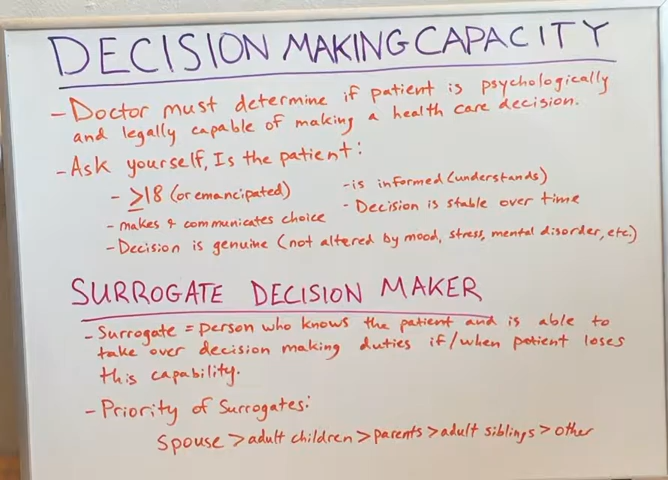 DECISION MAKING CAPACITY
- Doctor must determine if patient is psychologically
and legally capable of making a health care decision.
- Ask yourself, Is the patient:
- ≥18 (or emancipated) - is informed (understands)
- makes & communicates choice - Decision is stable over time
- Decision is genuine (not altered by mood, stress, mental disorder, etc.)
SURROGATE DECISION MAKER
- Surrogate = person who knows the patient and is able to
take over decision making duties if/when patient loses
this capability.
- Priority of Surrogates:
Spouse > adult children > parents > adult siblings > other